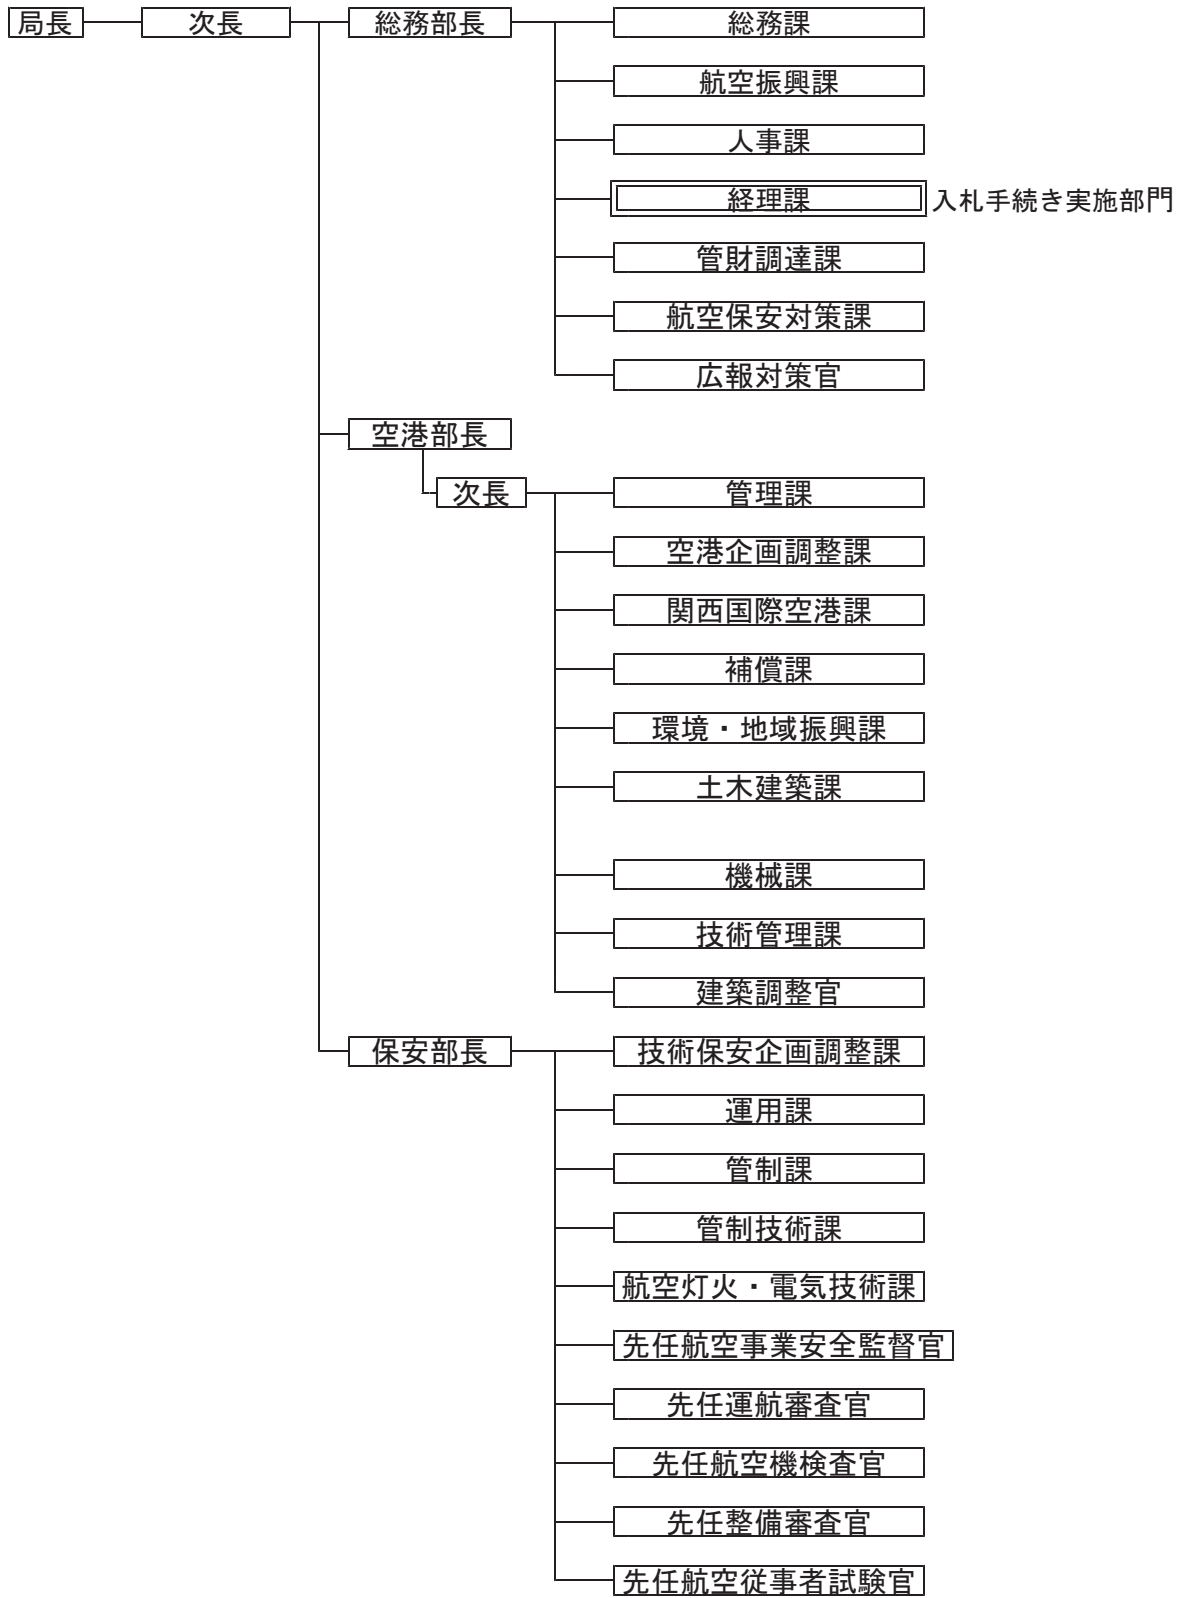 局長 次長 総務部長 総務課
航空振興課
人事課
経理課 入札手続き実施部門
管財調達課
航空保安対策課
広報対策官
空港部長
次長 管理課
空港企画調整課
関西国際空港課
補償課
環境・地域振興課
土木建築課
機械課
技術管理課
建築調整官
保安部長 技術保安企画調整課
運用課
管制課
管制技術課
航空灯火・電気技術課
先任航空事業安全監督官
先任運航審査官
先任航空機検査官
先任整備審査官
先任航空従事者試験官